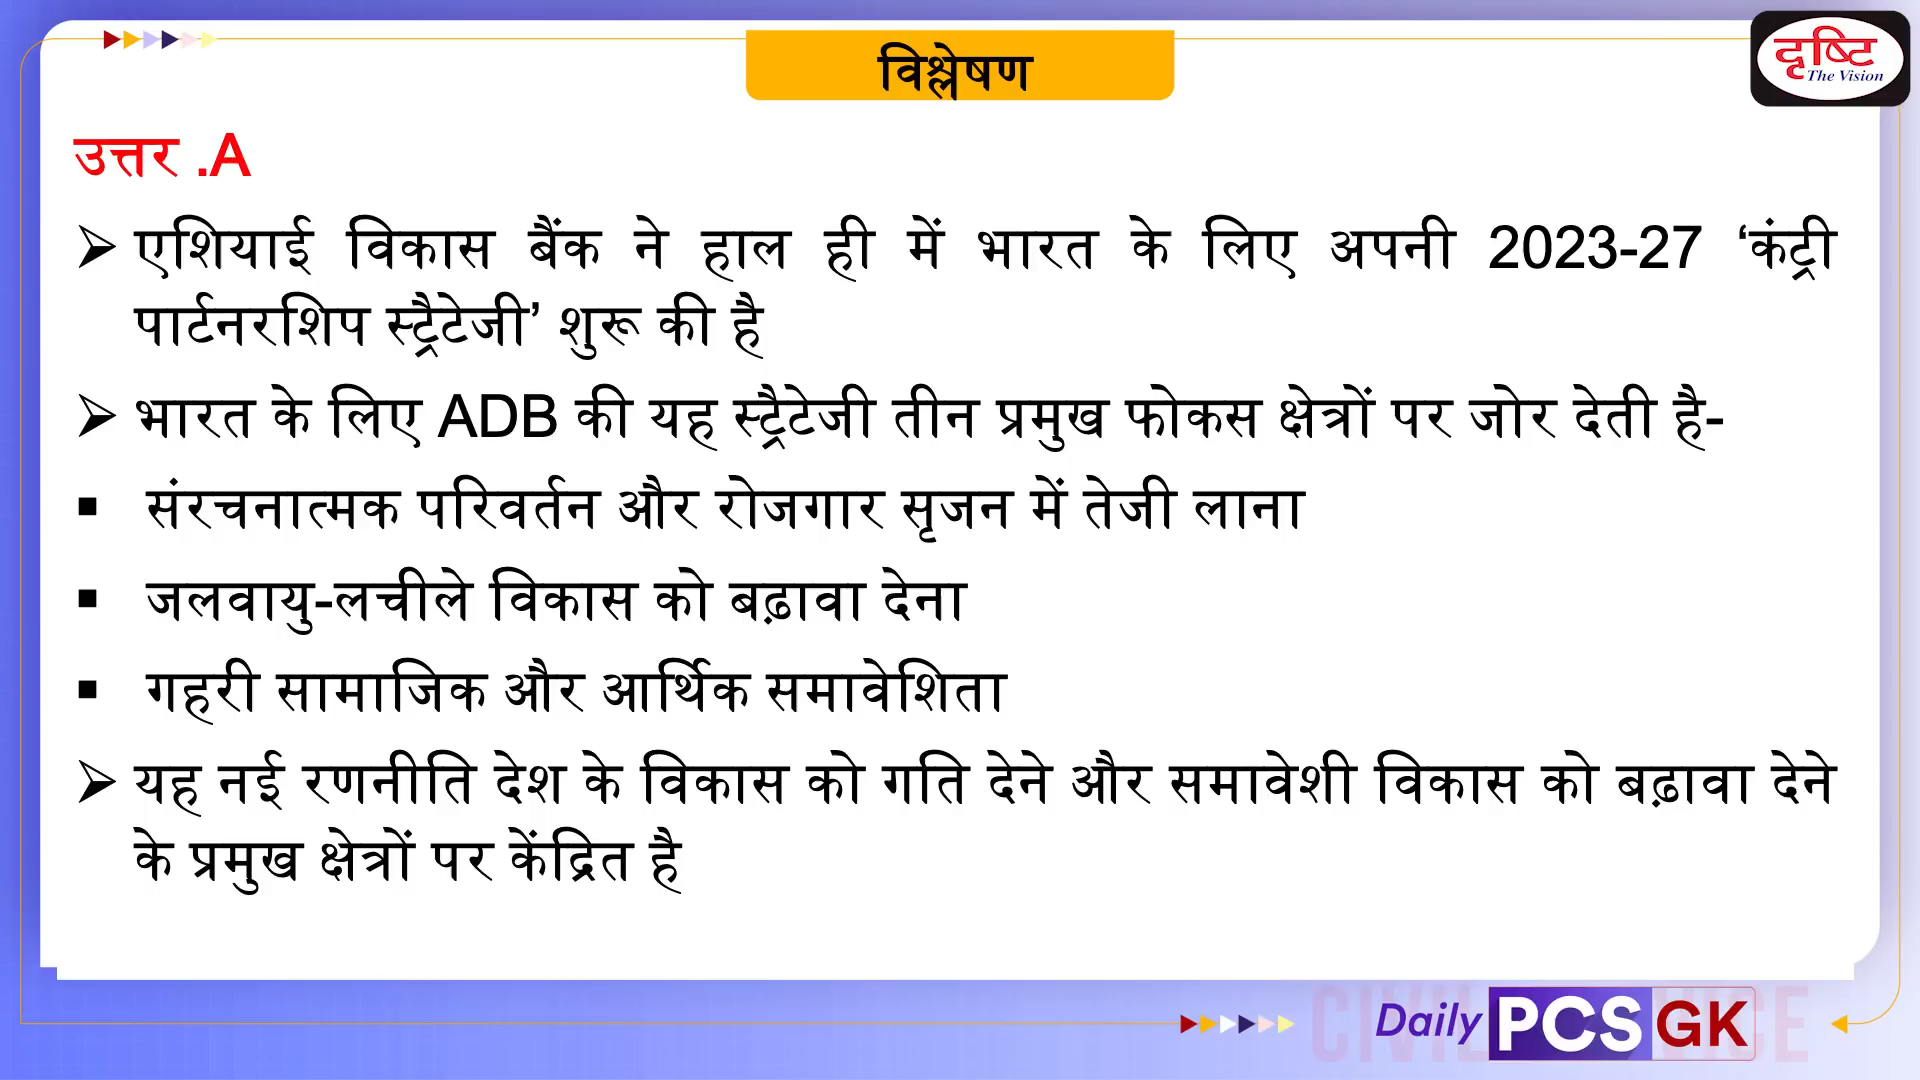 विश्लेषण
दृष्टि
The Vision
उत्तर .A
➢ एशियाई विकास बैंक ने हाल ही में भारत के लिए अपनी 2023-27 ‘कंट्री
पार्टनरशिप स्ट्रैटेजी’ शुरू की है
➢ भारत के लिए ADB की यह स्ट्रैटेजी तीन प्रमुख फोकस क्षेत्रों पर जोर देती है-
▪ संरचनात्मक परिवर्तन और रोजगार सृजन में तेजी लाना
▪ जलवायु-लचीले विकास को बढ़ावा देना
▪ गहरी सामाजिक और आर्थिक समावेशिता
➢ यह नई रणनीति देश के विकास को गति देने और समावेशी विकास को बढ़ावा देने
के प्रमुख क्षेत्रों पर केंद्रित है
Daily PCS GK